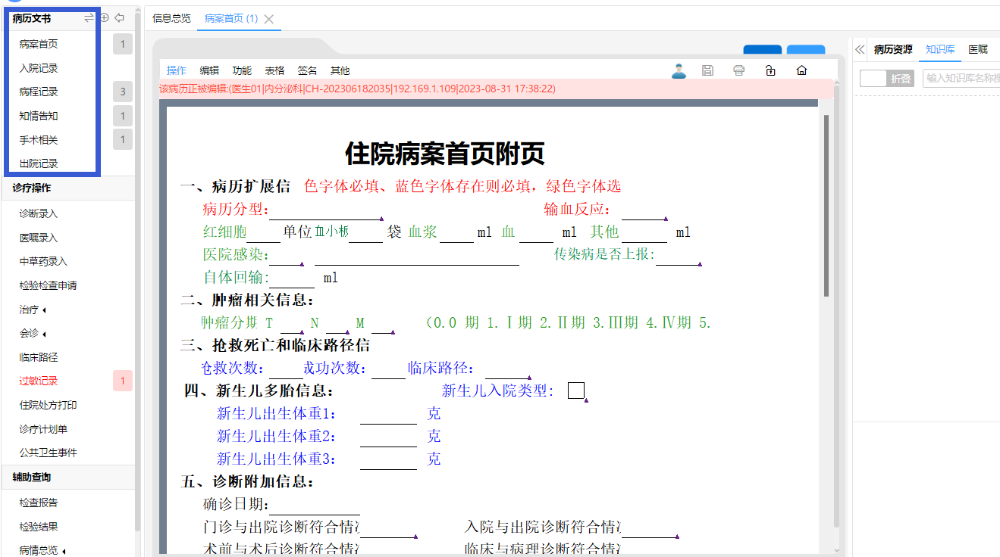 病历文书
病案首页 1
入院记录
病程记录 3
知情告知 1
手术相关 1
出院记录
诊疗操作
诊断录入
医嘱录入
中草药录入
检验检查申请
治疗
会诊
临床路径
过敏记录 1
住院处方打印
诊疗计划单
公共卫生事件
辅助查询
检查报告
检验结果
病情总览
信息总览 病案首页 (1)
操作 编辑 功能 表格 签名 其他
该病历正被编辑:(医生01|内分泌科|CH-202306182035|192.169.1.109|2023-08-31 17:38:22)
住院病案首页附页
一、病历扩展信 色字体必填、蓝色字体存在则必填，绿色字体选
病历分型： 输血反应：
红细胞 单位 血小板 袋 血浆 ml 血 ml 其他 ml
医院感染： 传染病是否上报:
自体回输: ml
二、肿瘤相关信息：
肿瘤分期 T N M （0.0 期 1.Ⅰ期 2.Ⅱ期 3.Ⅲ期 4.Ⅳ期 5.
三、抢救死亡和临床路径信
抢救次数： 成功次数： 临床路径：
四、新生儿多胎信息： 新生儿入院类型:
新生儿出生体重1： 克
新生儿出生体重2： 克
新生儿出生体重3： 克
五、诊断附加信息：
确诊日期:
门诊与出院诊断符合情况 入院与出院诊断符合情况
术前与术后诊断符合情况 临床与病理诊断符合情况
病历资源 知识库 医嘱
折叠 输入知识库名称搜